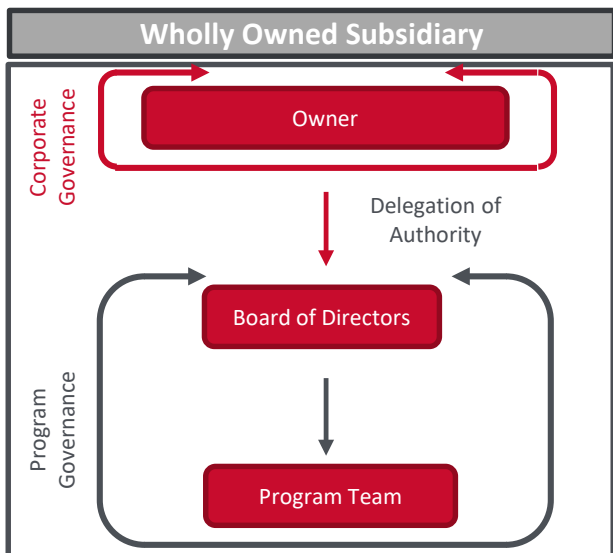 Wholly Owned Subsidiary
Corporate
Governance
Owner
Delegation of
Authority
Board of Directors
Program
Governance
Program Team